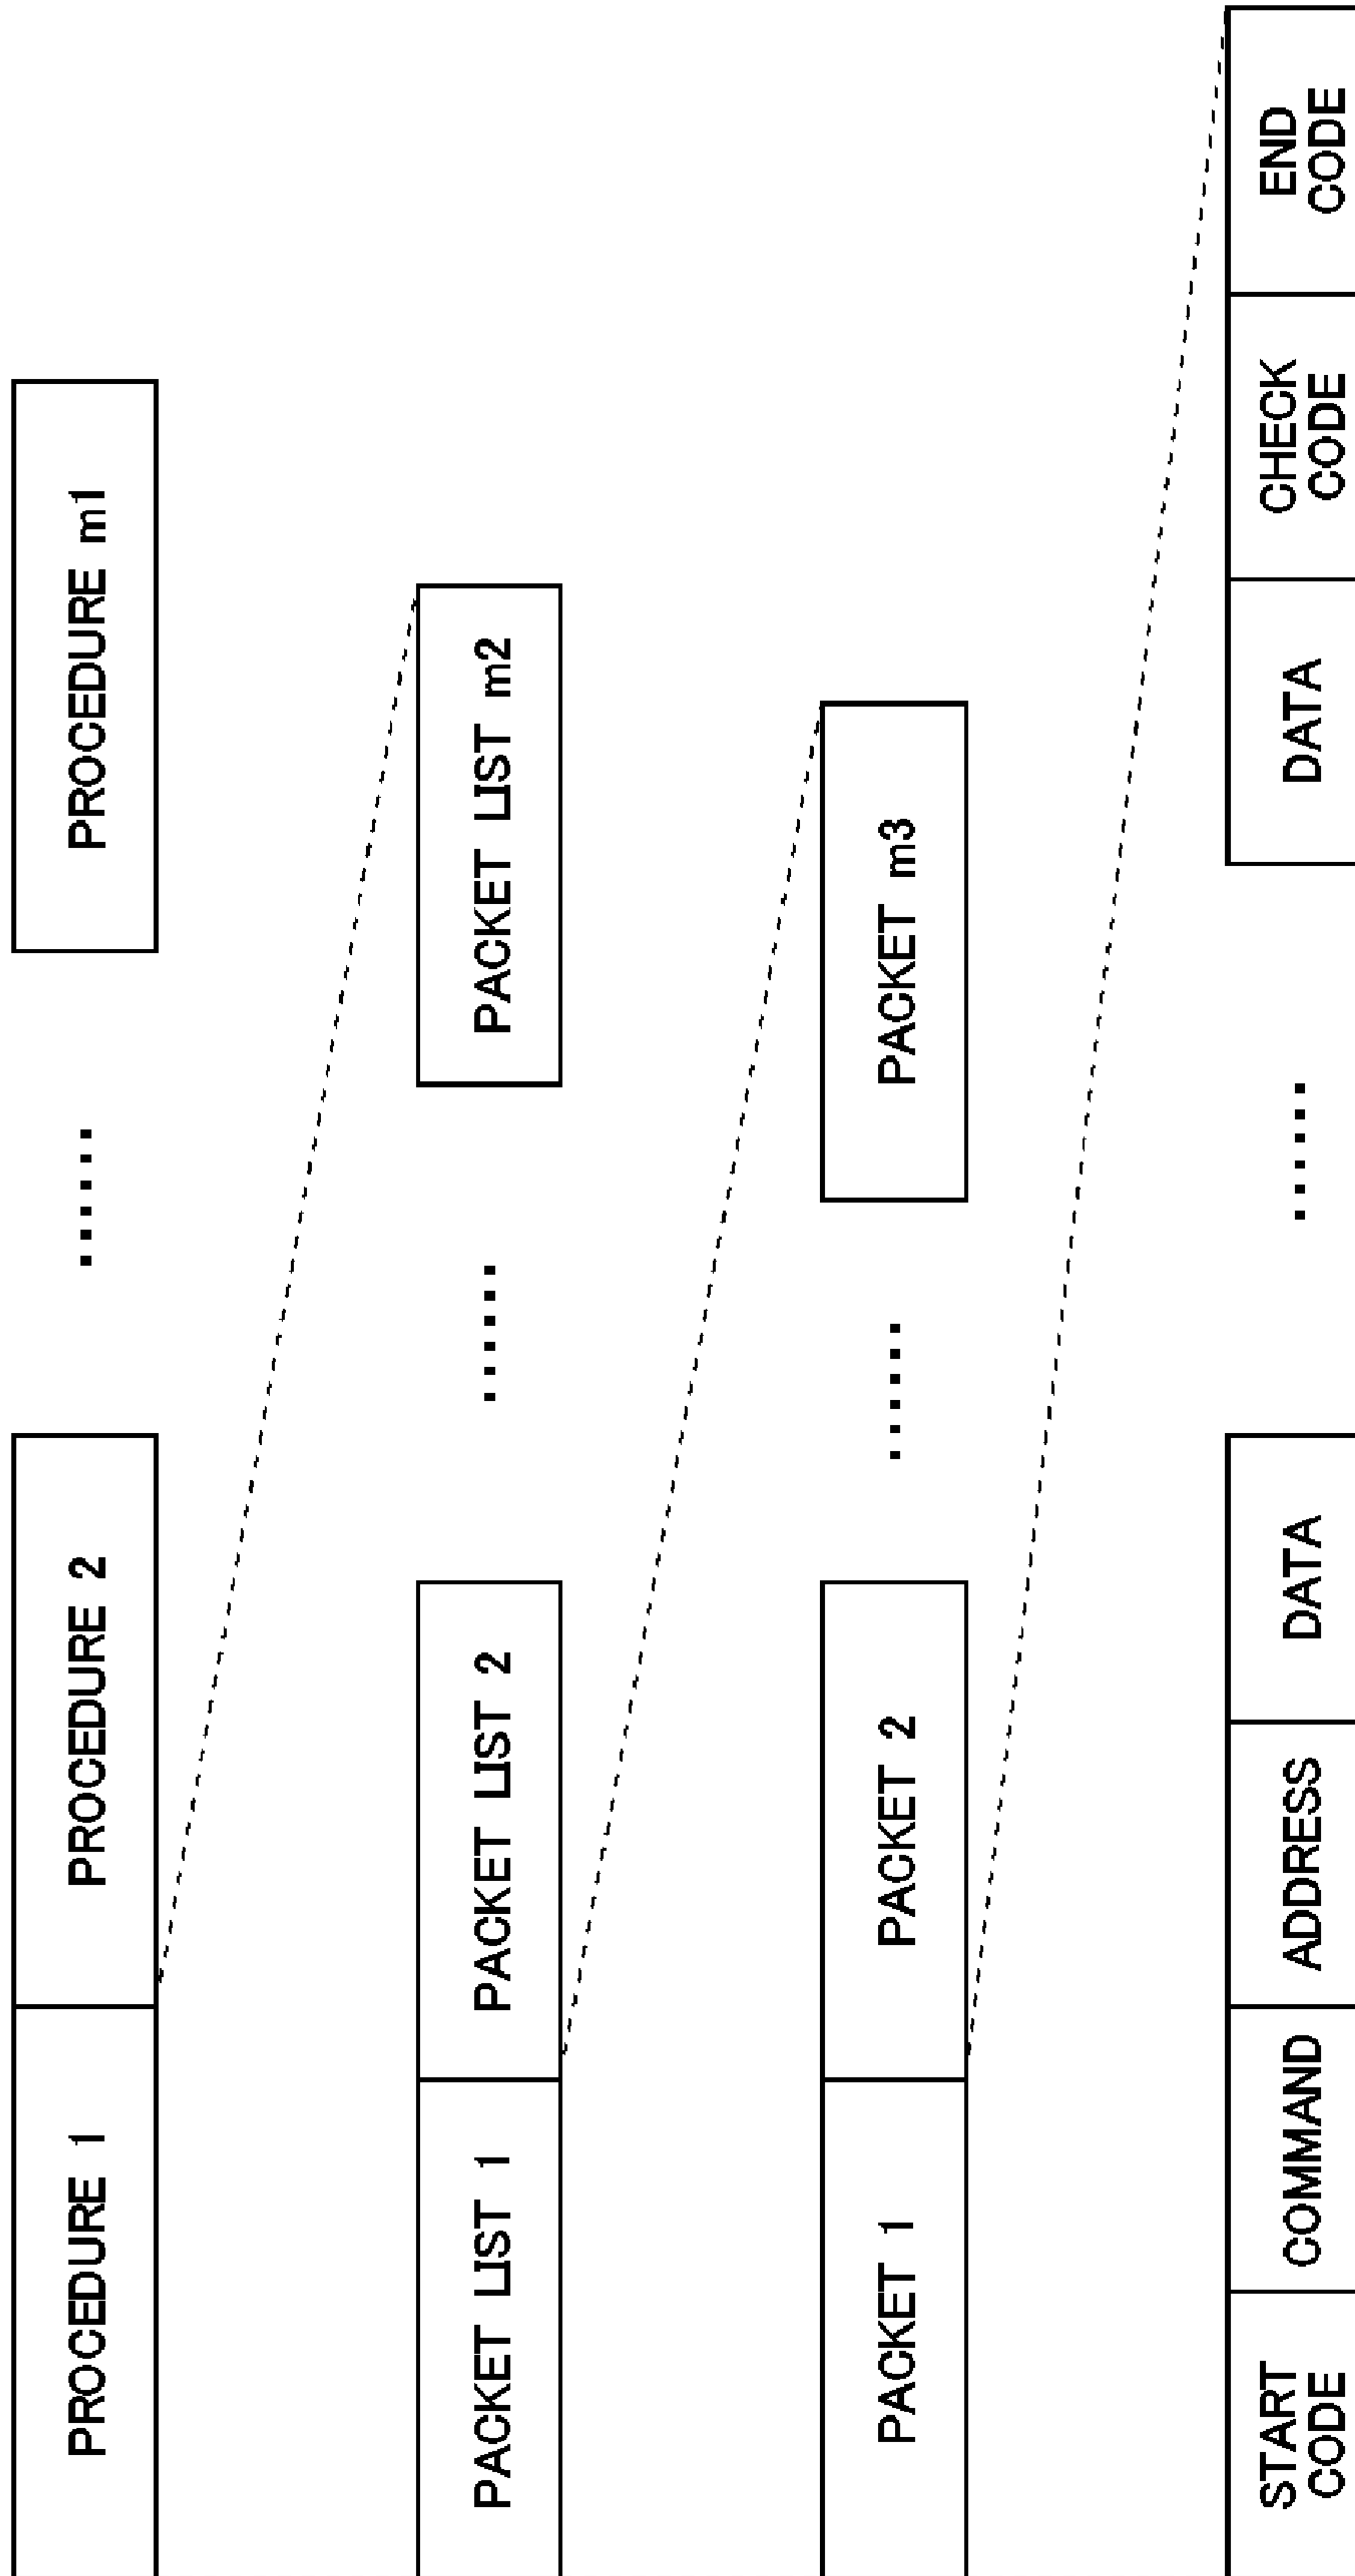 PROCEDURE 1
PROCEDURE 2
......
PROCEDURE m1
PACKET LIST 1
PACKET LIST 2
......
PACKET LIST m2
PACKET 1
PACKET 2
......
PACKET m3
START
CODE
COMMAND
ADDRESS
DATA
......
DATA
CHECK
CODE
END
CODE